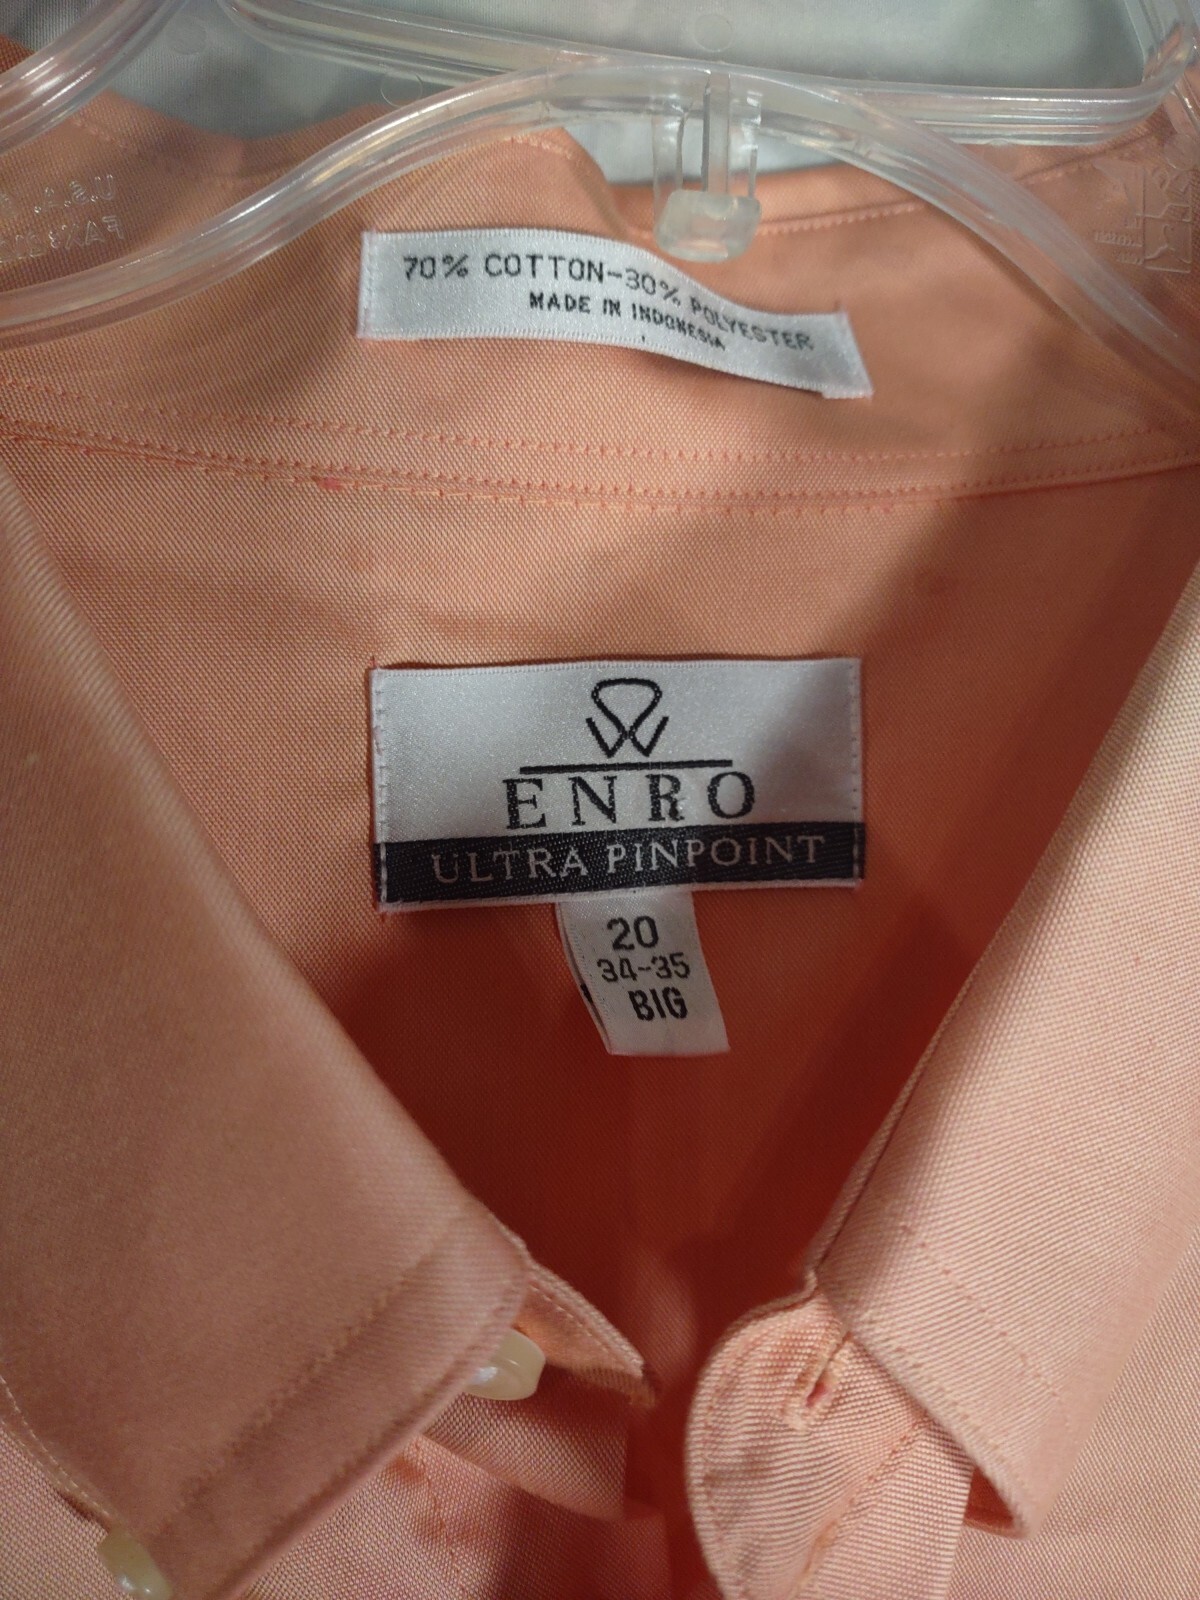 U.S.A.
70% COTTON-30% POLYESTER
MADE IN INDONESIA
ENRO
ULTRA PINPOINT
20
34-35
BIG